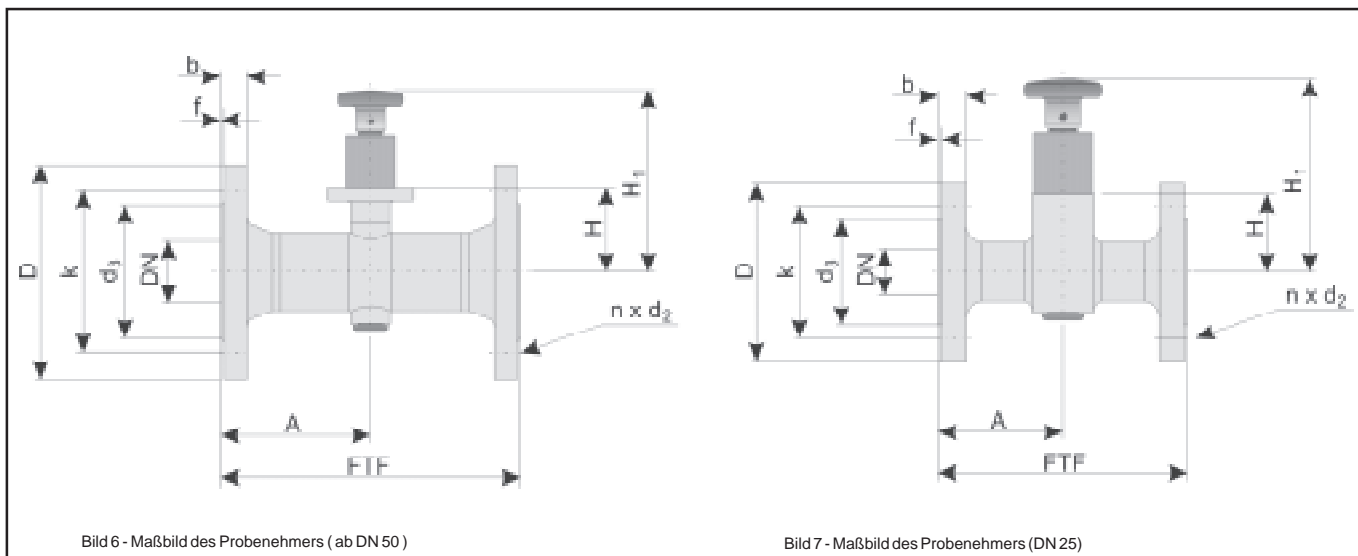 b
f
D
k
d₁
DN
H
H₁
n x d₂
A
FTF
Bild 6 - Maßbild des Probenehmers ( ab DN 50 )
b
f
D
k
d₁
DN
H
H₁
n x d₂
A
FTF
Bild 7 - Maßbild des Probenehmers (DN 25)